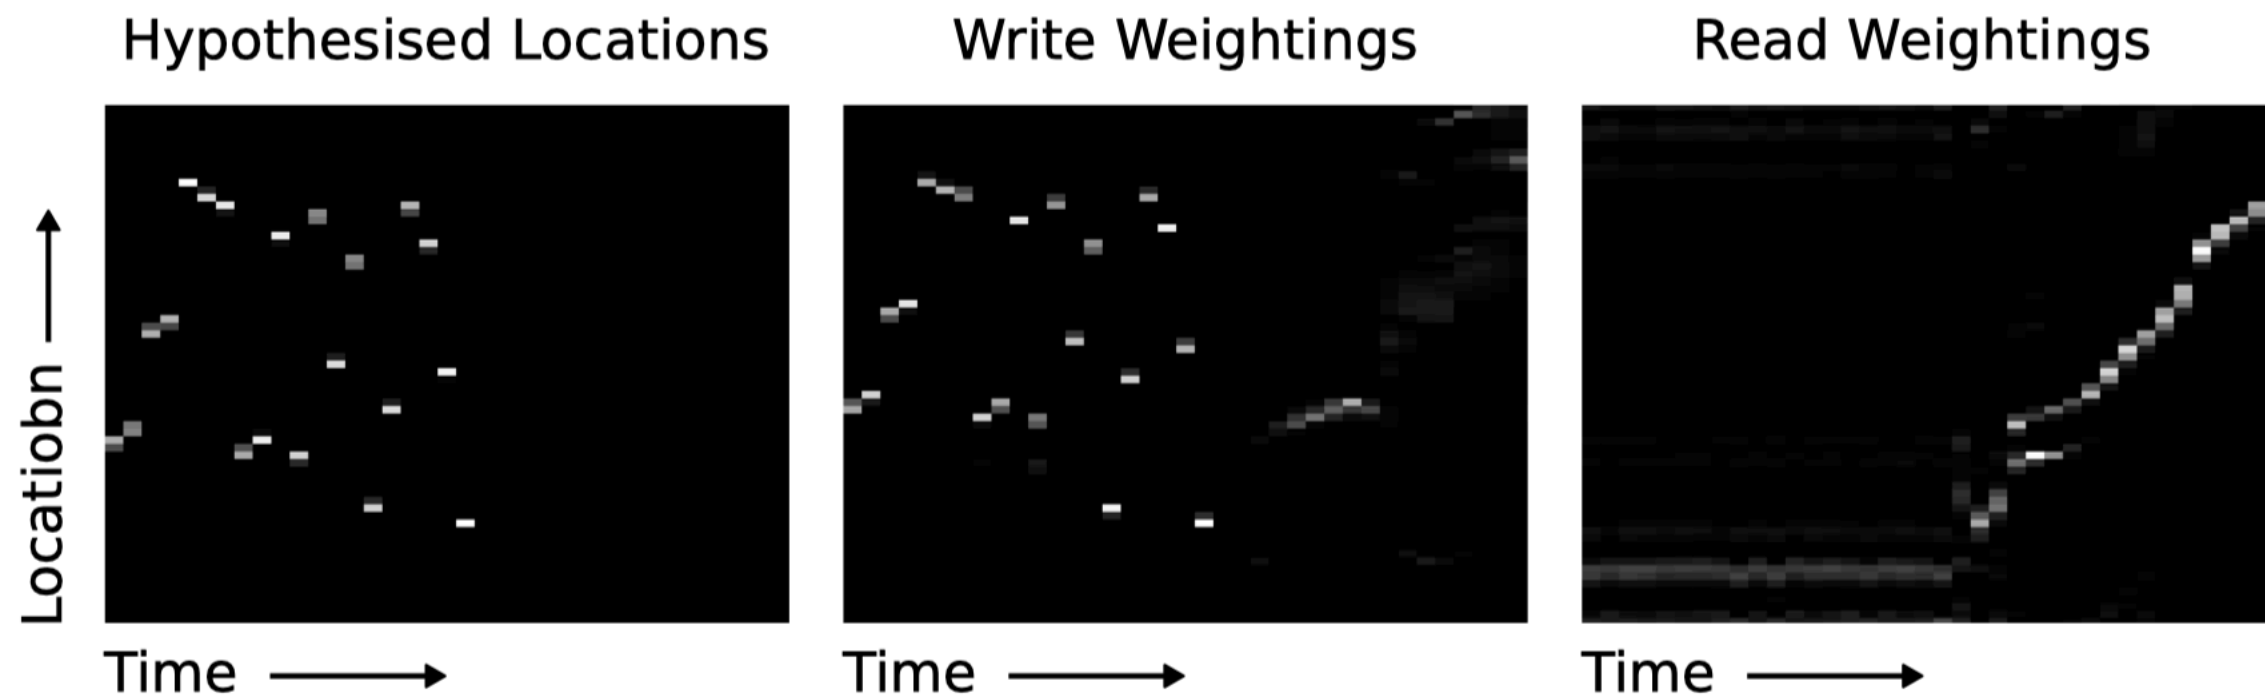 Hypothesised Locations
Write Weightings
Read Weightings
Locatiobn
Time
Time
Time